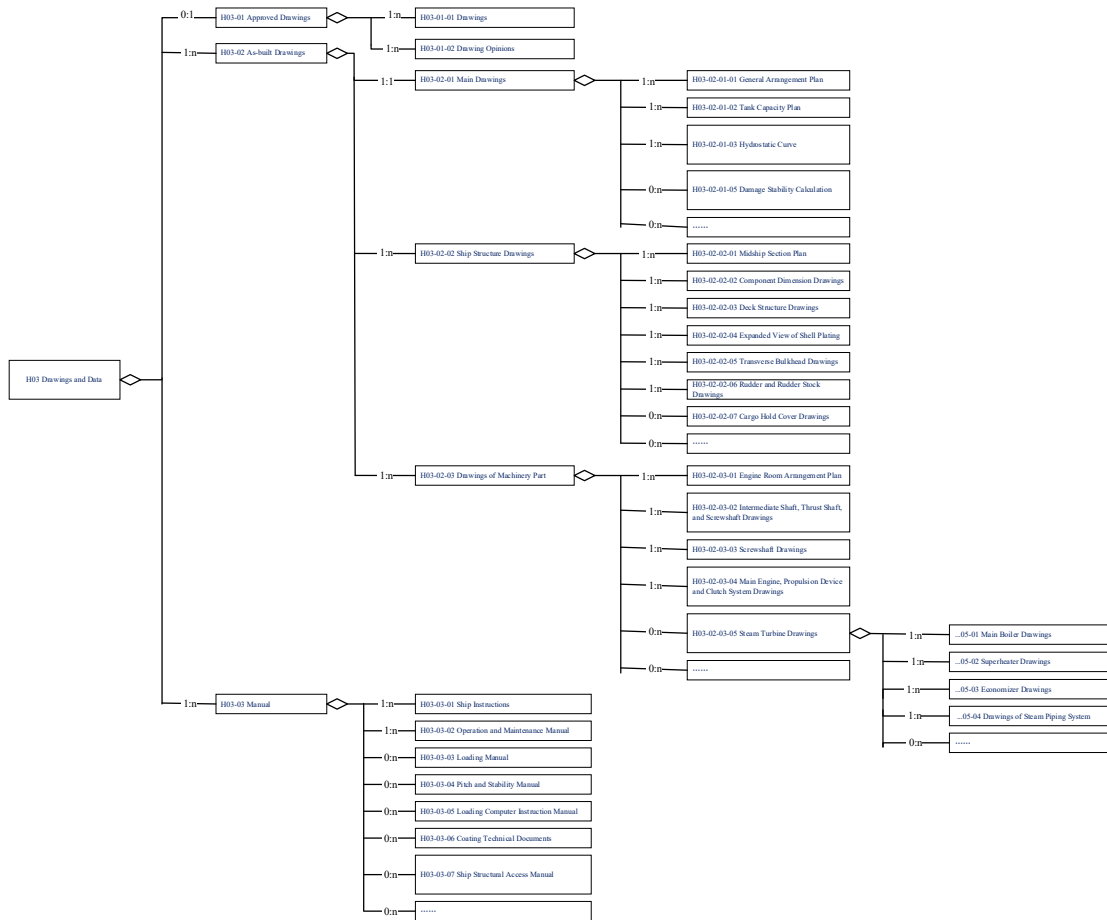 0:1
H03-01 Approved Drawings
1:n
H03-01-01 Drawings
1:n
H03-01-02 Drawing Opinions
1:n
H03-02 As-built Drawings
1:1
H03-02-01 Main Drawings
1:n
H03-02-01-01 General Arrangement Plan
1:n
H03-02-01-02 Tank Capacity Plan
1:n
H03-02-01-03 Hydrostatic Curve
0:n
H03-02-01-05 Damage Stability Calculation
0:n
......
1:n
H03-02-02 Ship Structure Drawings
1:n
H03-02-02-01 Midship Section Plan
1:n
H03-02-02-02 Component Dimension Drawings
1:n
H03-02-02-03 Deck Structure Drawings
1:n
H03-02-02-04 Expanded View of Shell Plating
1:n
H03-02-02-05 Transverse Bulkhead Drawings
1:n
H03-02-02-06 Rudder and Rudder Stock
Drawings
0:n
H03-02-02-07 Cargo Hold Cover Drawings
0:n
......
H03 Drawings and Data
1:n
H03-02-03 Drawings of Machinery Part
1:n
H03-02-03-01 Engine Room Arrangement Plan
1:n
H03-02-03-02 Intermediate Shaft, Thrust Shaft,
and Screwshaft Drawings
1:n
H03-02-03-03 Screwshaft Drawings
1:n
H03-02-03-04 Main Engine, Propulsion Device
and Clutch System Drawings
0:n
H03-02-03-05 Steam Turbine Drawings
1:n
...05-01 Main Boiler Drawings
1:n
...05-02 Superheater Drawings
1:n
...05-03 Economizer Drawings
1:n
...05-04 Drawings of Steam Piping System
0:n
......
0:n
......
1:n
H03-03 Manual
1:n
H03-03-01 Ship Instructions
1:n
H03-03-02 Operation and Maintenance Manual
0:n
H03-03-03 Loading Manual
0:n
H03-03-04 Pitch and Stability Manual
0:n
H03-03-05 Loading Computer Instruction Manual
0:n
H03-03-06 Coating Technical Documents
0:n
H03-03-07 Ship Structural Access Manual
0:n
......